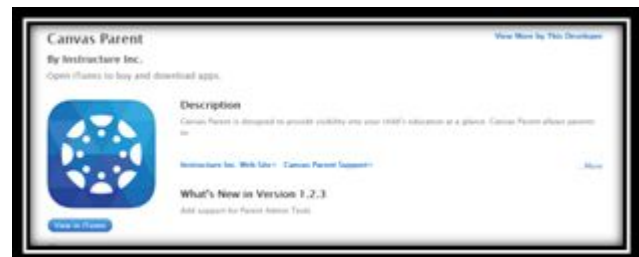 Canvas Parent
View More by This Developer
By Instructure Inc.
Open iTunes to buy and download apps.
Description
Canvas Parent is designed to provide visibility into your child's education at a glance. Canvas Parent allows parents
to:
Instructure Inc. Web Site
Canvas Parent Support
...More
What's New in Version 1.2.3
Add support for Parent Admin Tools.
View in iTunes